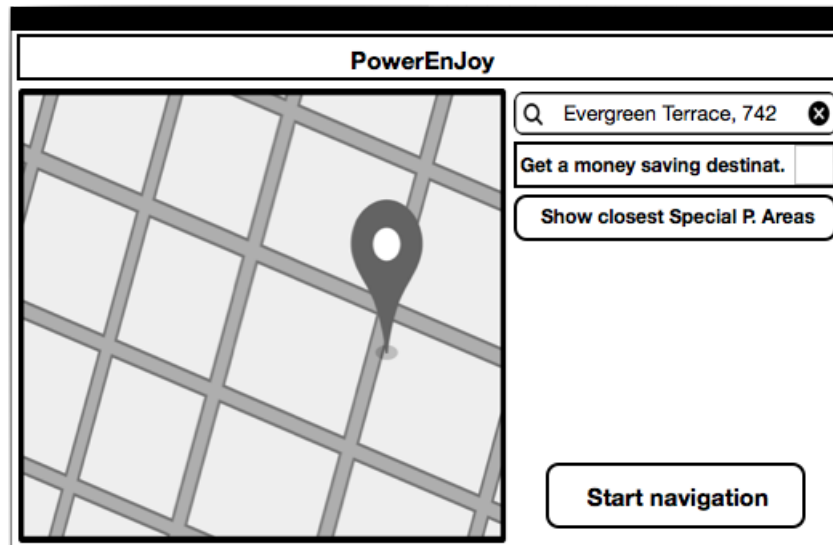 PowerEnJoy
Evergreen Terrace, 742
Get a money saving destinat.
Show closest Special P. Areas
Start navigation